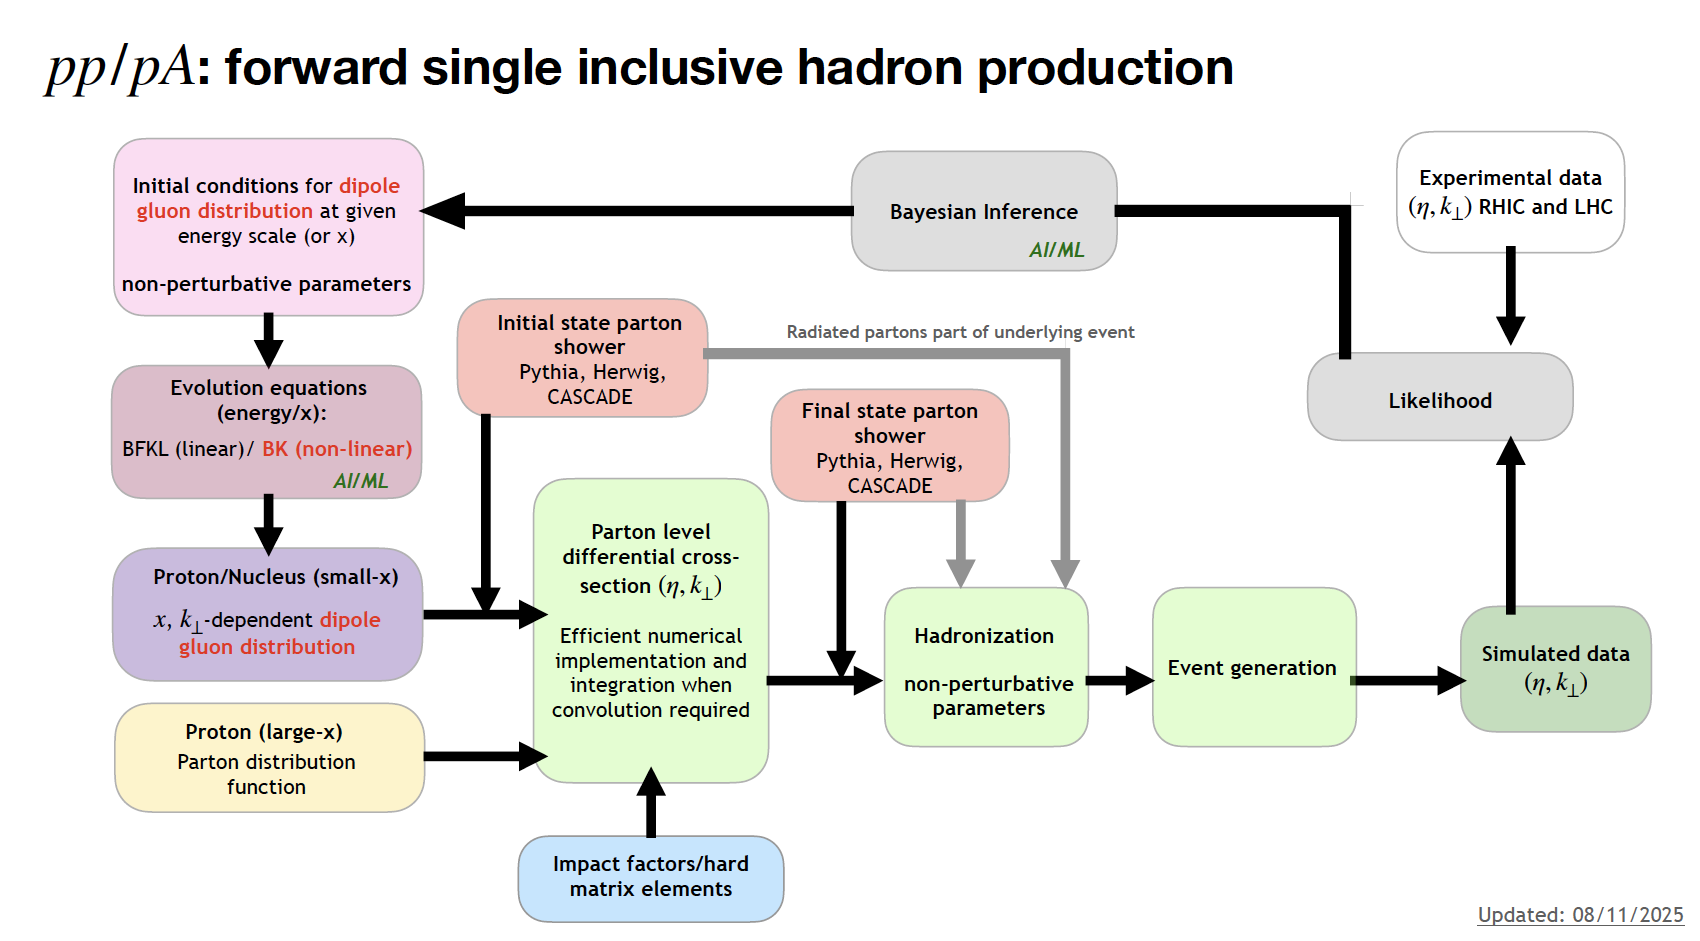 pp/pA: forward single inclusive hadron production
Initial conditions for dipole
gluon distribution at given
energy scale (or x)
non-perturbative parameters
Bayesian Inference
AI/ML
Experimental data
(η, k⊥) RHIC and LHC
Initial state parton
shower
Pythia, Herwig,
CASCADE
Radiated partons part of underlying event
Evolution equations
(energy/x):
BFKL (linear)/ BK (non-linear)
AI/ML
Final state parton
shower
Pythia, Herwig,
CASCADE
Likelihood
Parton level
differential cross-
section (η, k⊥)
Efficient numerical
implementation and
integration when
convolution required
Proton/Nucleus (small-x)
x, k⊥-dependent dipole
gluon distribution
Hadronization
non-perturbative
parameters
Event generation
Simulated data
(η, k⊥)
Proton (large-x)
Parton distribution
function
Impact factors/hard
matrix elements
Updated: 08/11/2025